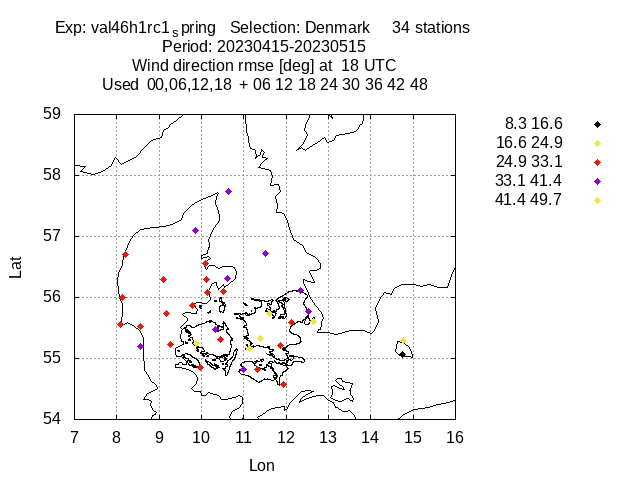 Exp: val46h1rc1spring Selection: Denmark 34 stations
Period: 20230415-20230515
Wind direction rmse [deg] at 18 UTC
Used 00,06,12,18 + 06 12 18 24 30 36 42 48
8.3 16.6
16.6 24.9
24.9 33.1
33.1 41.4
41.4 49.7
59
58
57
56
55
54
Lat
7 8 9 10 11 12 13 14 15 16
Lon